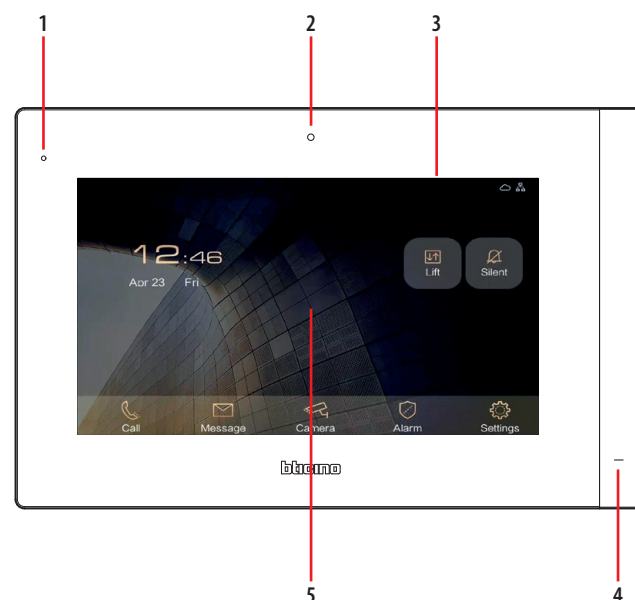 1 2 3
12:46
Apr 23 Fri
Lift Silent
Call Message Camera Alarm Settings
bticino
5 4